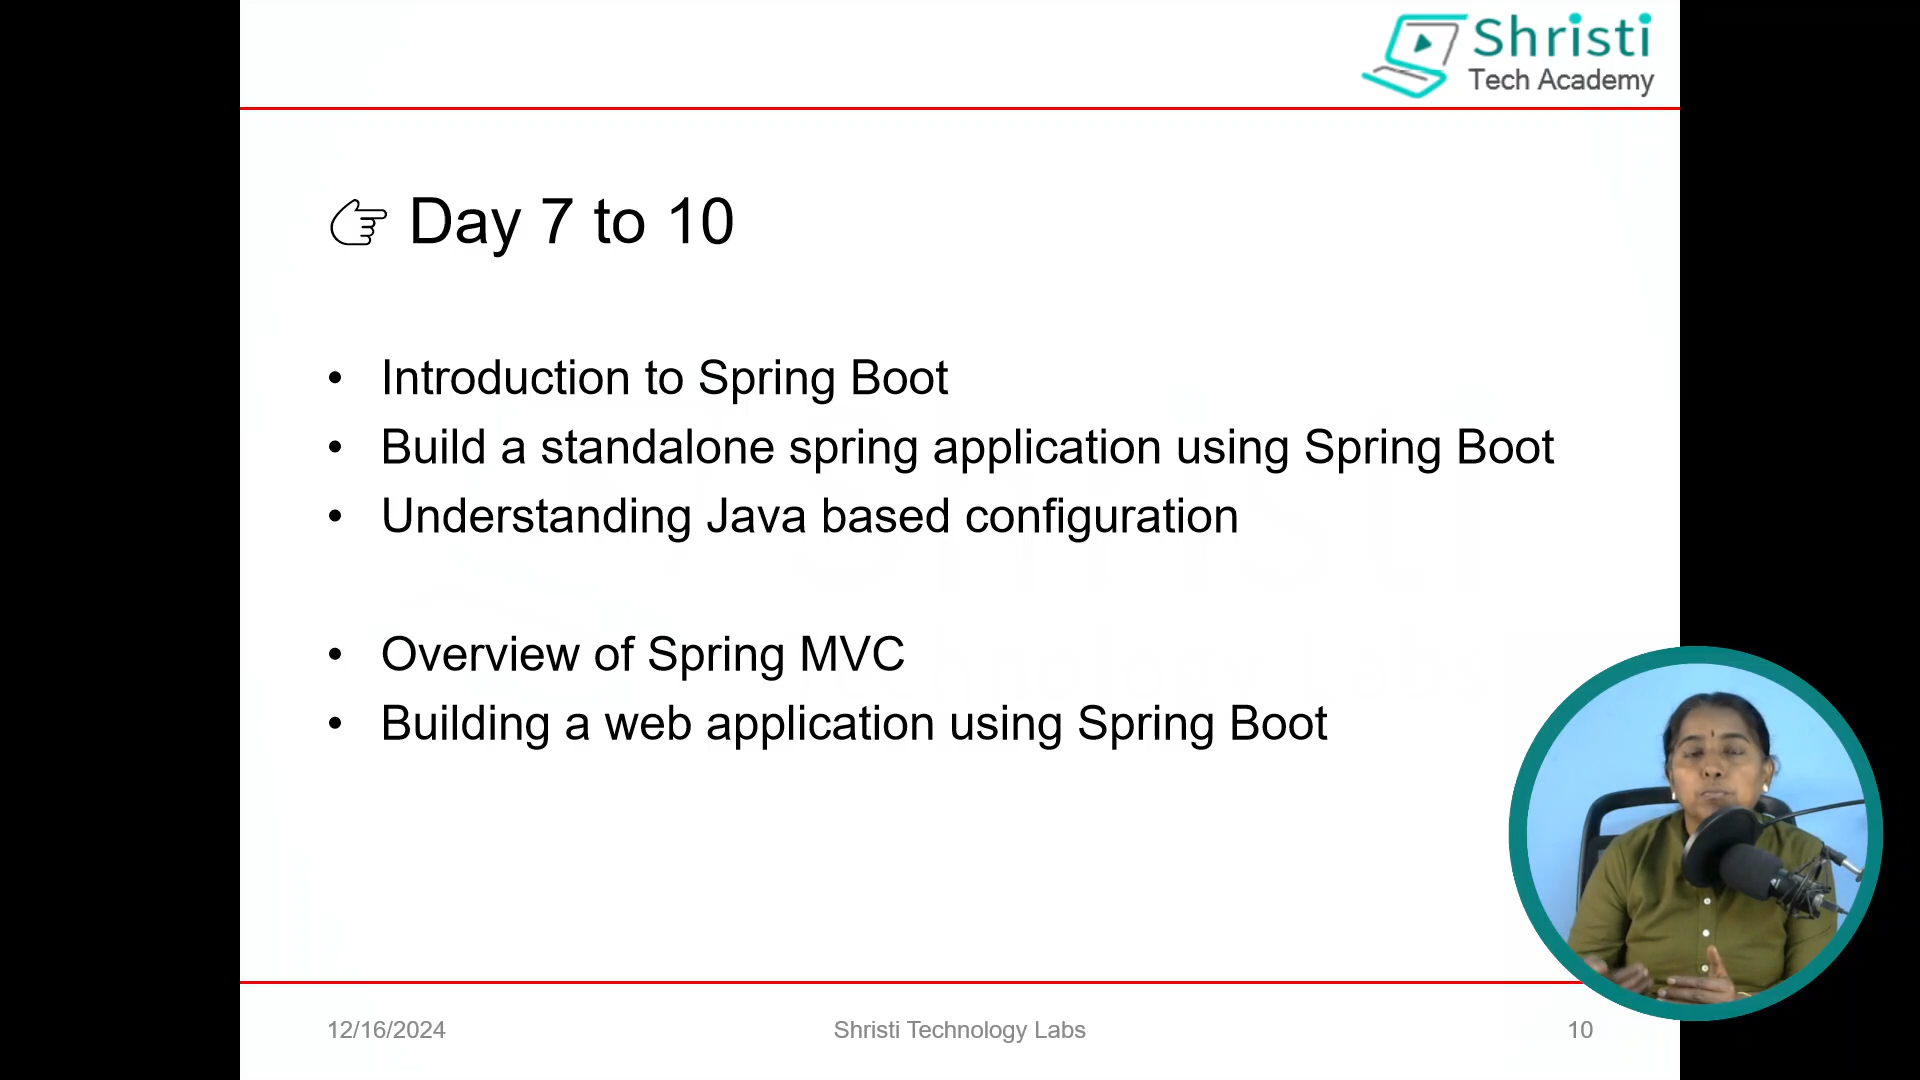 Shristi
Tech Academy
☞ Day 7 to 10
• Introduction to Spring Boot
• Build a standalone spring application using Spring Boot
• Understanding Java based configuration
• Overview of Spring MVC
• Building a web application using Spring Boot
12/16/2024 Shristi Technology Labs 10